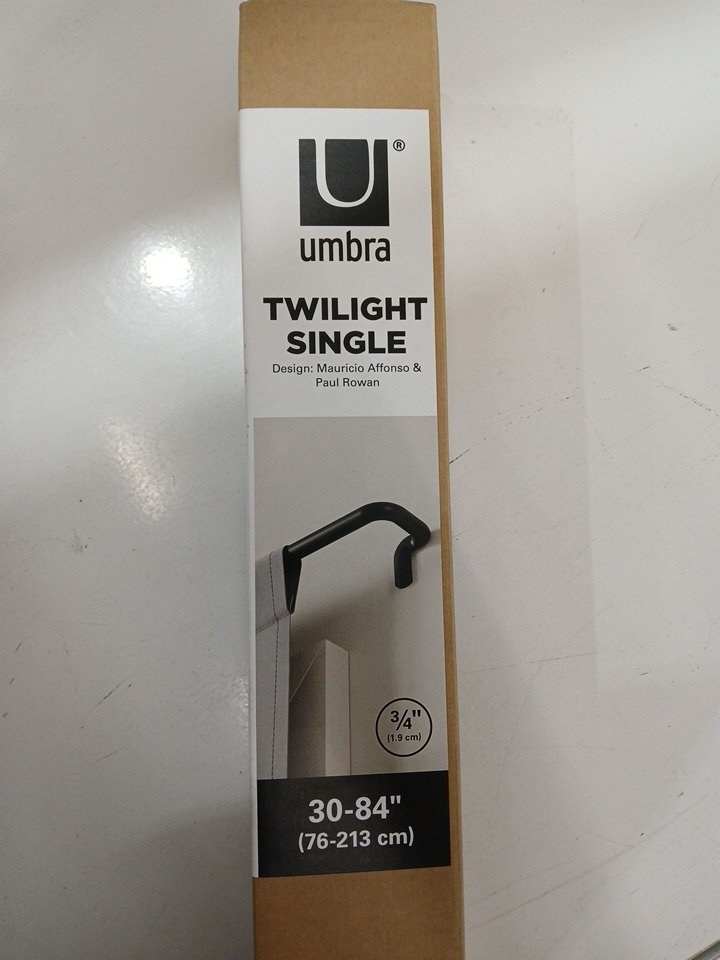 U®
umbra
TWILIGHT
SINGLE
Design: Mauricio Affonso &
Paul Rowan
3/4"
(1.9 cm)
30-84"
(76-213 cm)